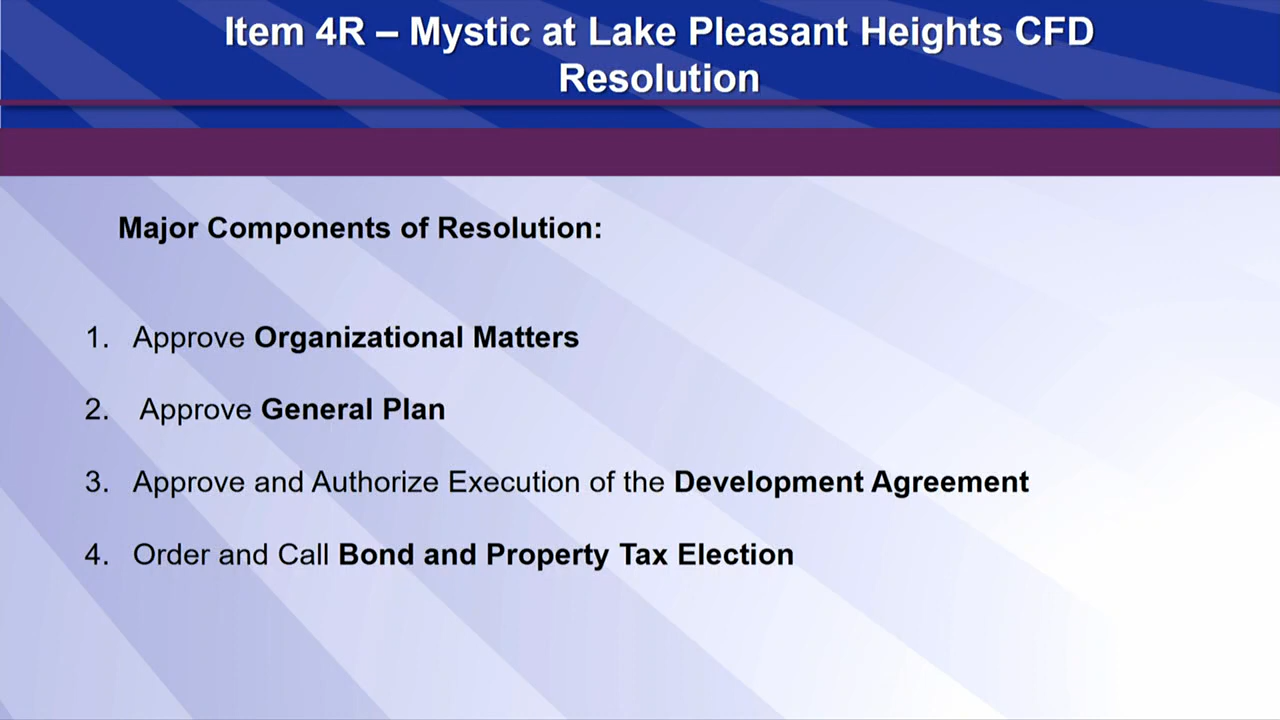 Item 4R – Mystic at Lake Pleasant Heights CFD
Resolution
Major Components of Resolution:
1. Approve Organizational Matters
2. Approve General Plan
3. Approve and Authorize Execution of the Development Agreement
4. Order and Call Bond and Property Tax Election